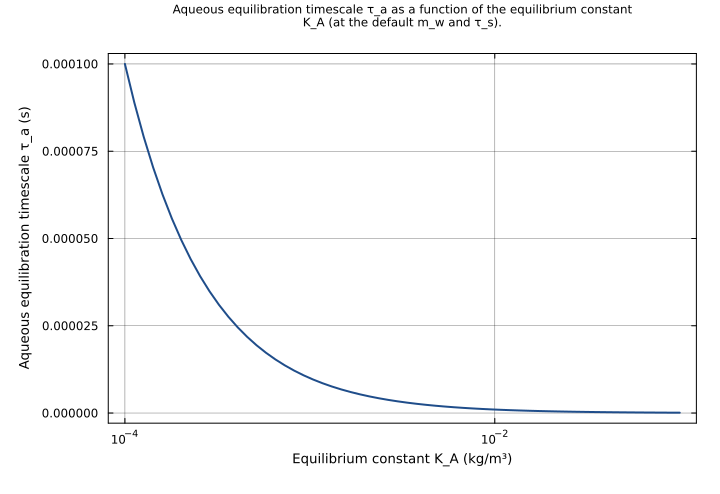 Aqueous equilibration timescale τ_a as a function of the equilibrium constant
K_A (at the default m_w and τ_s).
Aqueous equilibration timescale τ_a (s)
0.000100
0.000075
0.000050
0.000025
0.000000
10⁻⁴
10⁻²
Equilibrium constant K_A (kg/m³)